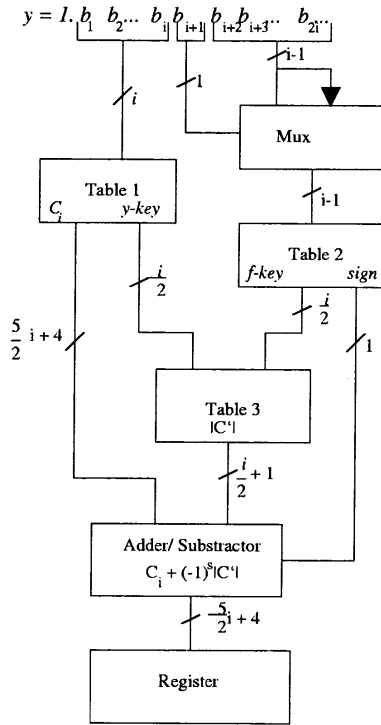 y = 1. b1 b2... bi bi+1 bi+2 bi+3... b2i...
i
1
i-1
Mux
i-1
Table 1
Ci y-key
Table 2
f-key sign
i/2
i/2
5/2 i+4
1
Table 3
|C'|
i/2 +1
Adder/ Substractor
Ci + (-1)^s|C'|
5/2 i+4
Register